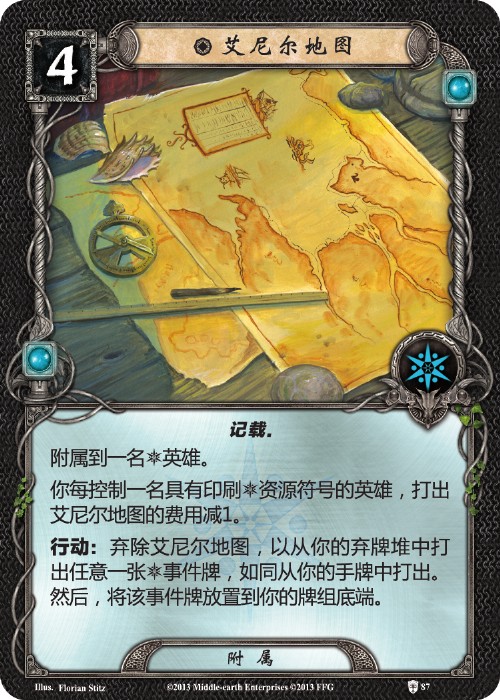 4
艾尼尔地图
记载.
附属到一名英雄。
你每控制一名具有印刷资源符号的英雄，打出
艾尼尔地图的费用减1。
行动：弃除艾尼尔地图，以从你的弃牌堆中打
出任意一张事件牌，如同从你的手牌中打出。
然后，将该事件牌放置到你的牌组底端。
附属
Illus. Florian Stitz ©2013 Middle-earth Enterprises ©2013 FFG 87